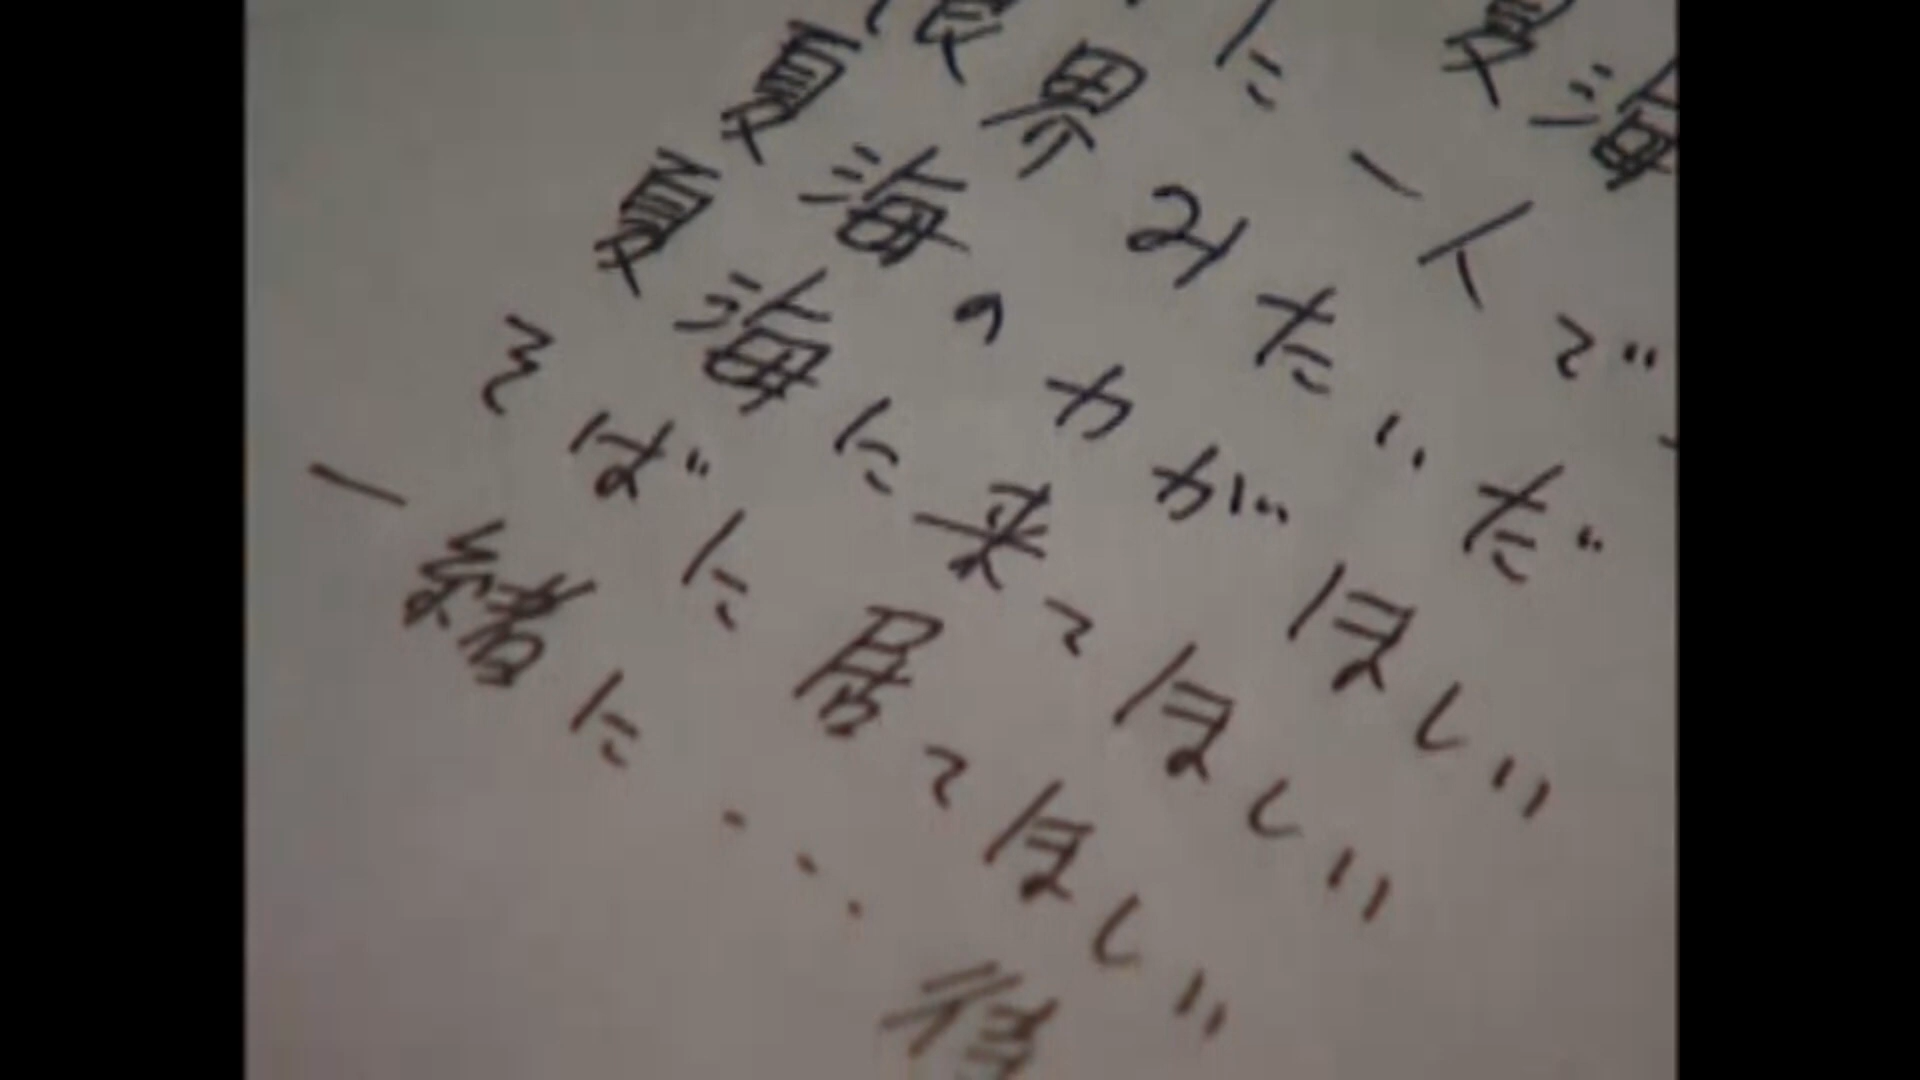 夏海
に一人で
限界みたいだ
夏海の力がほしい
夏海に来てほしい
そばに居てほしい
一緒に...